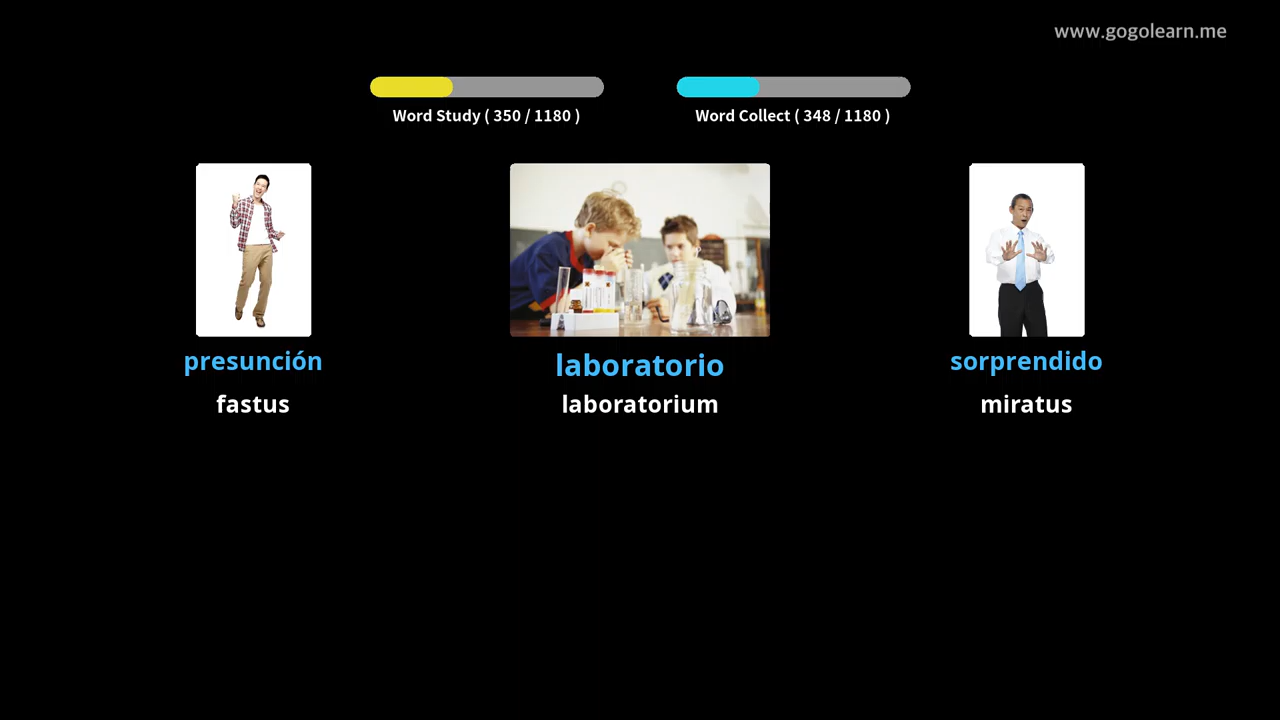 www.gogolearn.me
Word Study ( 350 / 1180 )
Word Collect ( 348 / 1180 )
presunción
fastus
laboratorio
laboratorium
sorprendido
miratus